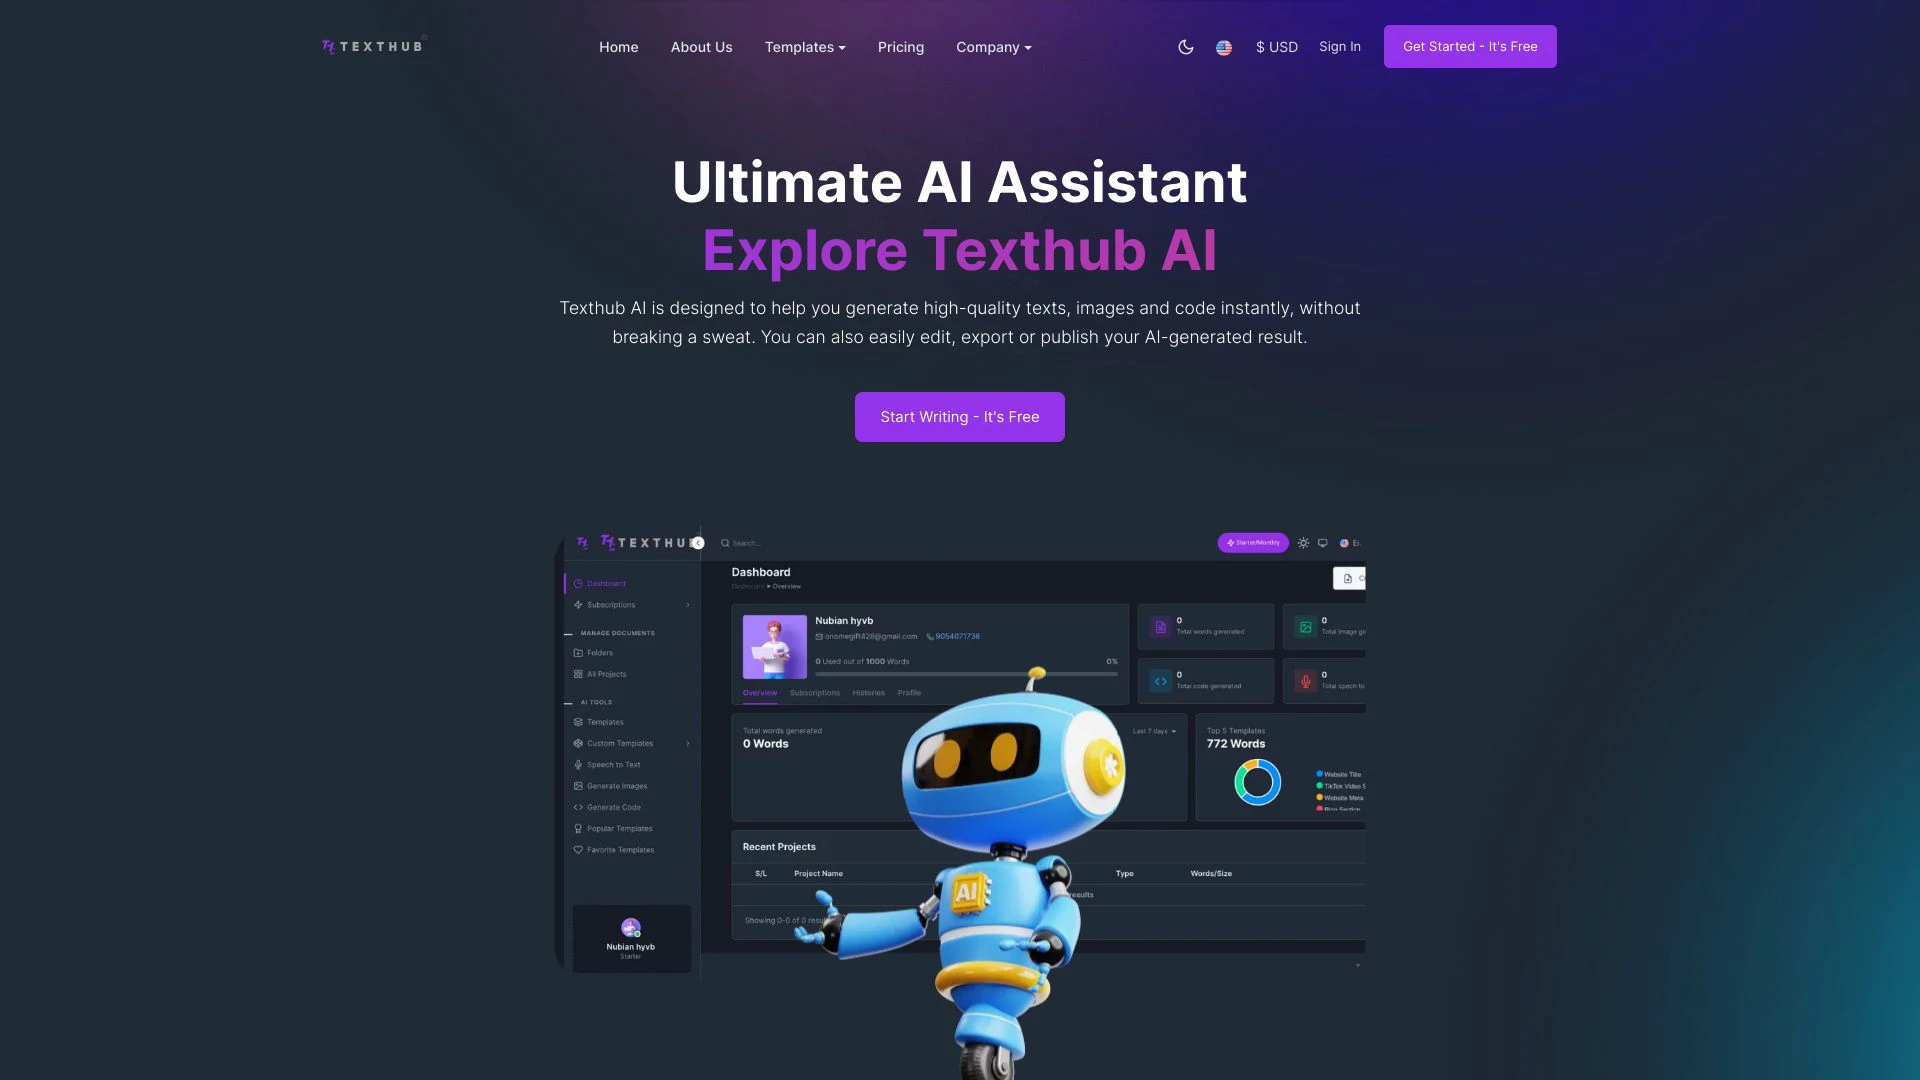 TEXTHUB
Home
About Us
Templates
Pricing
Company
$ USD
Sign In
Get Started - It's Free
Ultimate AI Assistant
Explore Texthub AI
Texthub AI is designed to help you generate high-quality texts, images and code instantly, without
breaking a sweat. You can also easily edit, export or publish your AI-generated result.
Start Writing - It's Free
TEXTHUB
Search...
Starter/Monthly
Dashboard
Subscriptions
MANAGE DOCUMENTS
Folders
All Projects
AI TOOLS
Templates
Custom Templates
Speech to Text
Generate Images
Generate Code
Popular Templates
Favorite Templates
Nubian hyvb
Starter
Dashboard
Dashboard ▸ Overview
Nubian hyvb
onomegift428@gmail.com
9054071738
0 Used out of 1000 Words
0%
Overview
Subscriptions
Histories
Profile
0
Total words generated
0
Total Image ge
0
Total code generated
0
Total spech to
Total words generated
0 Words
Last 7 days
Top 5 Templates
772 Words
Website Title
TikTok Video S
Website Meta
Blog Section
Recent Projects
S/L
Project Name
Type
Words/Size
results
Showing 0-0 of 0 results
AI